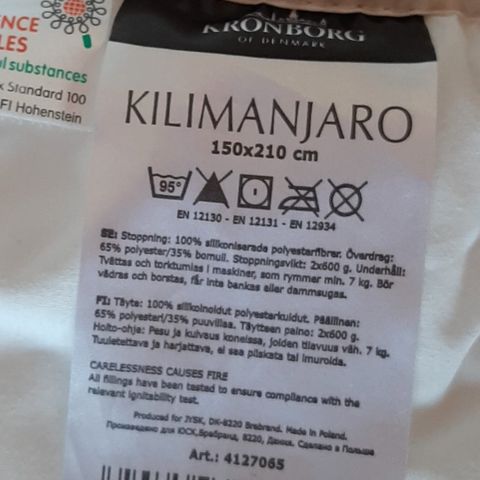 ENCE
LES
al substances
x Standard 100
FI Hohenstein
KRONBORG
OF DENMARK
KILIMANJARO
150x210 cm
95°
EN 12130 - EN 12131 - EN 12934
SE: Stoppning: 100% silikoniserade polyesterfibrer. Överdrag:
65% polyester/35% bomull. Stoppningsvikt: 2x600 g. Underhåll:
Tvättas och torktumlas i maskiner, som rymmer min. 7 kg. Bör
vädras och borstas, får inte bankas eller dammsugas.
FI: Täyte: 100% silikonoidut polyesterkuidut. Päällinen:
65% polyesteri/35% puuvillaa. Täytteen paino: 2x600g.
Hoito-ohje: Pesu ja kuivaus koneissa, joiden tilavuus väh. 7 kg.
Tuuletettava ja harjattava, ei saa piiskata tai imuroida.
CARELESSNESS CAUSES FIRE
All fillings have been tested to ensure compliance with the
relevant ignitability test.
Produced for JYSK, DK-8220 Brabrand. Made in Poland.
Произведено для ЮСК, Брабранд, 8220, Дания. Сделано в Польше
Art.: 4127065